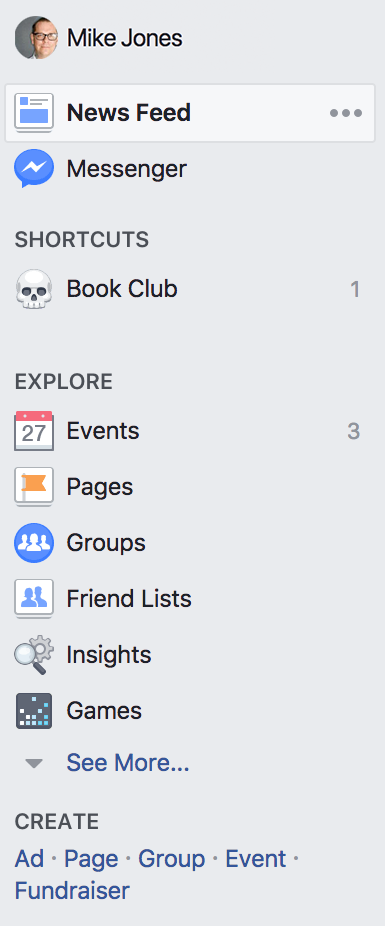 Mike Jones
News Feed
Messenger
SHORTCUTS
Book Club 1
EXPLORE
27 Events 3
Pages
Groups
Friend Lists
Insights
Games
See More...
CREATE
Ad · Page · Group · Event ·
Fundraiser